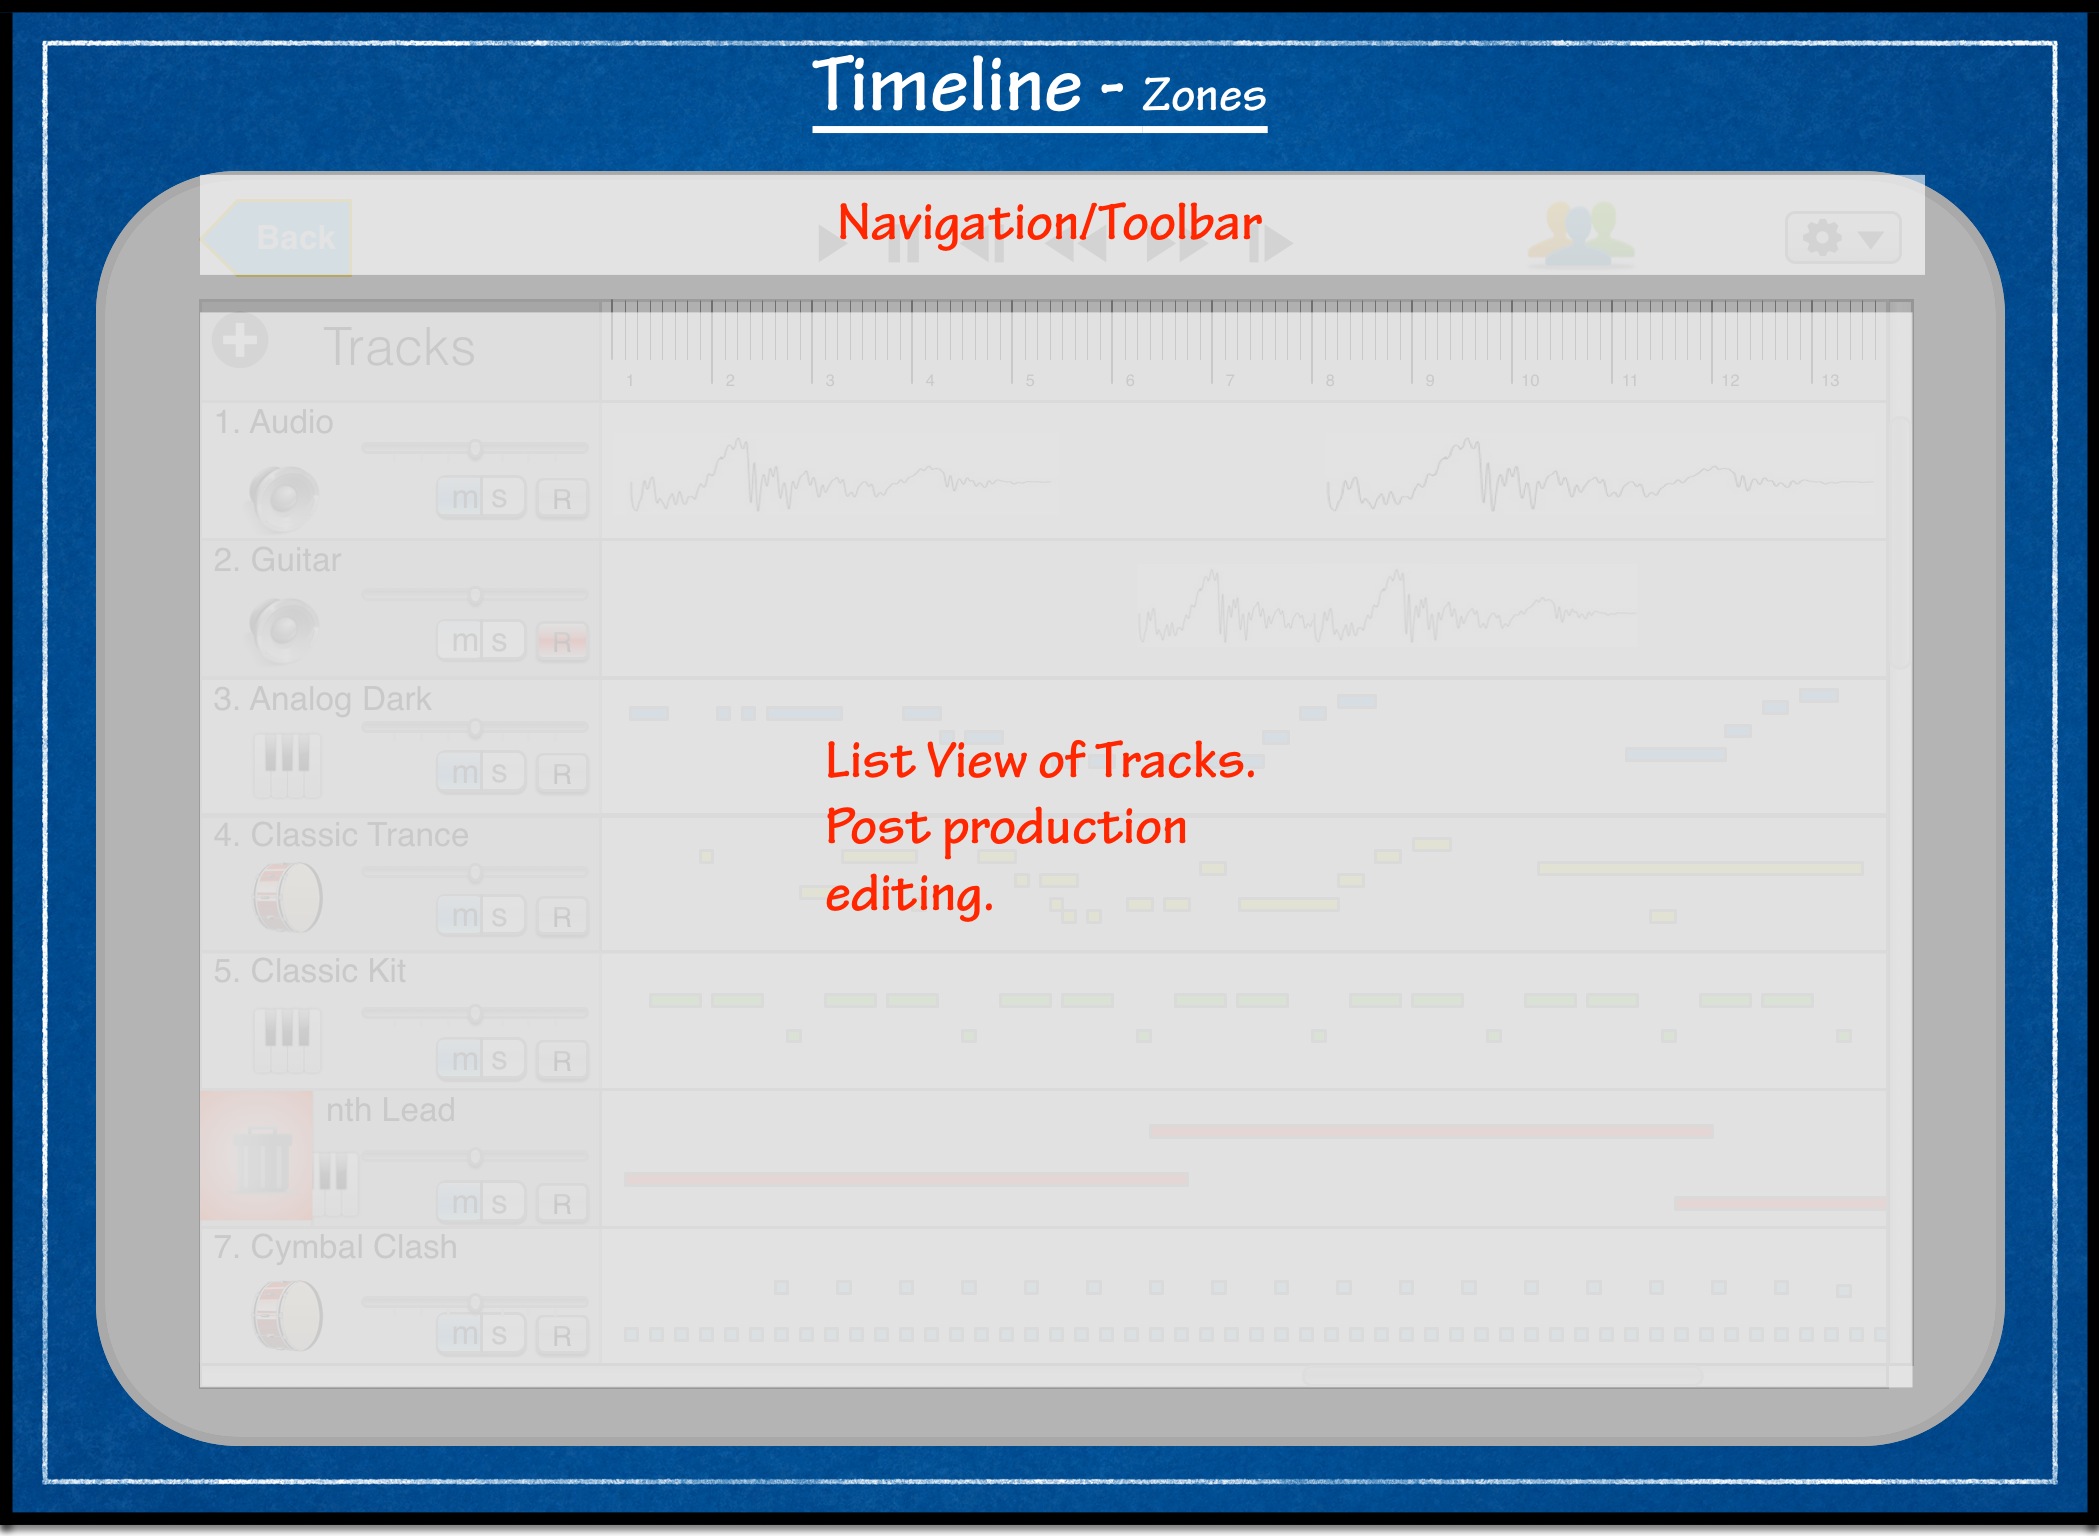 Timeline - Zones
Back
Navigation/Toolbar
Tracks
1 2 3 4 5 6 7 8 9 10 11 12 13
1. Audio
m s R
2. Guitar
m s R
3. Analog Dark
m s R
List View of Tracks.
Post production
editing.
4. Classic Trance
m s R
5. Classic Kit
m s R
nth Lead
m s R
7. Cymbal Clash
m s R